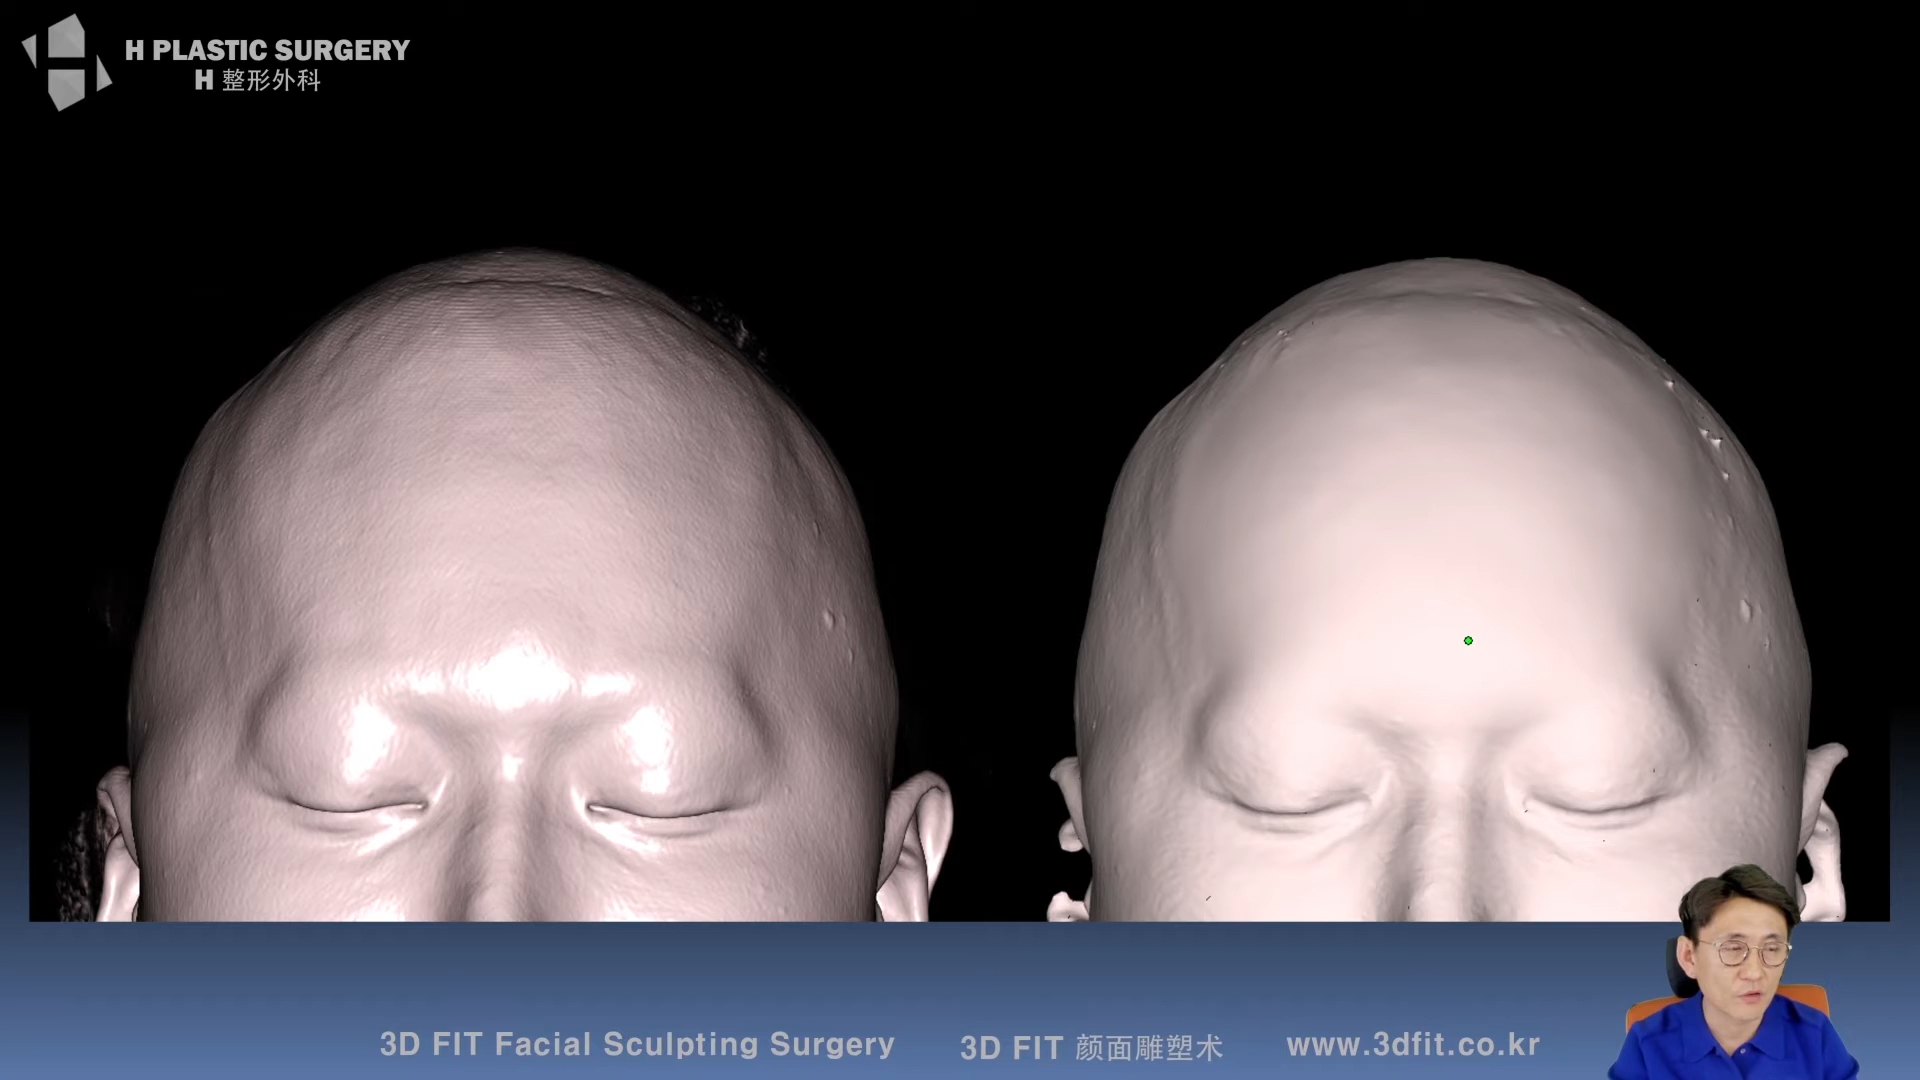 H PLASTIC SURGERY
H 整形外科
3D FIT Facial Sculpting Surgery
3D FIT 颜面雕塑术
www.3dfit.co.kr